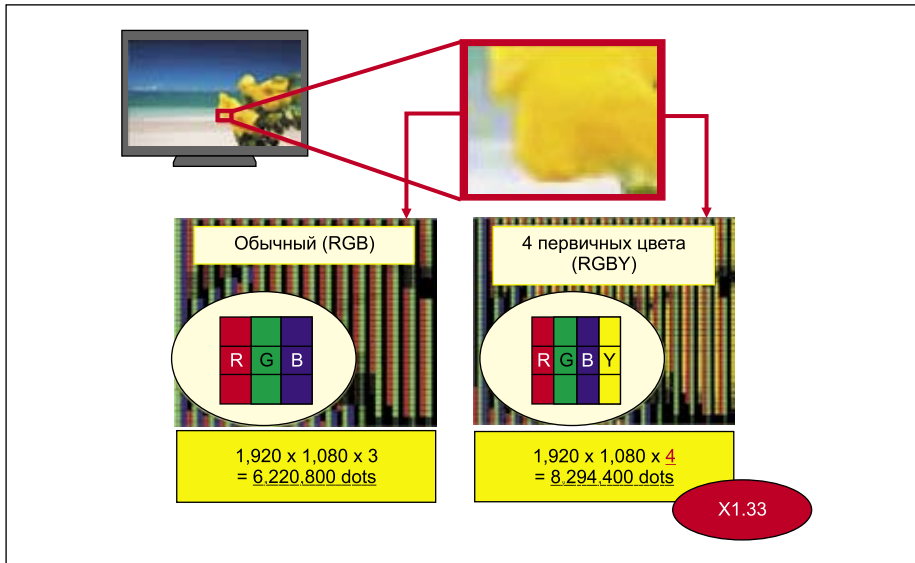 Обычный (RGB)
R G B
1,920 x 1,080 x 3
= 6,220,800 dots
4 первичных цвета
(RGBY)
R G B Y
1,920 x 1,080 x 4
= 8,294,400 dots
X1.33